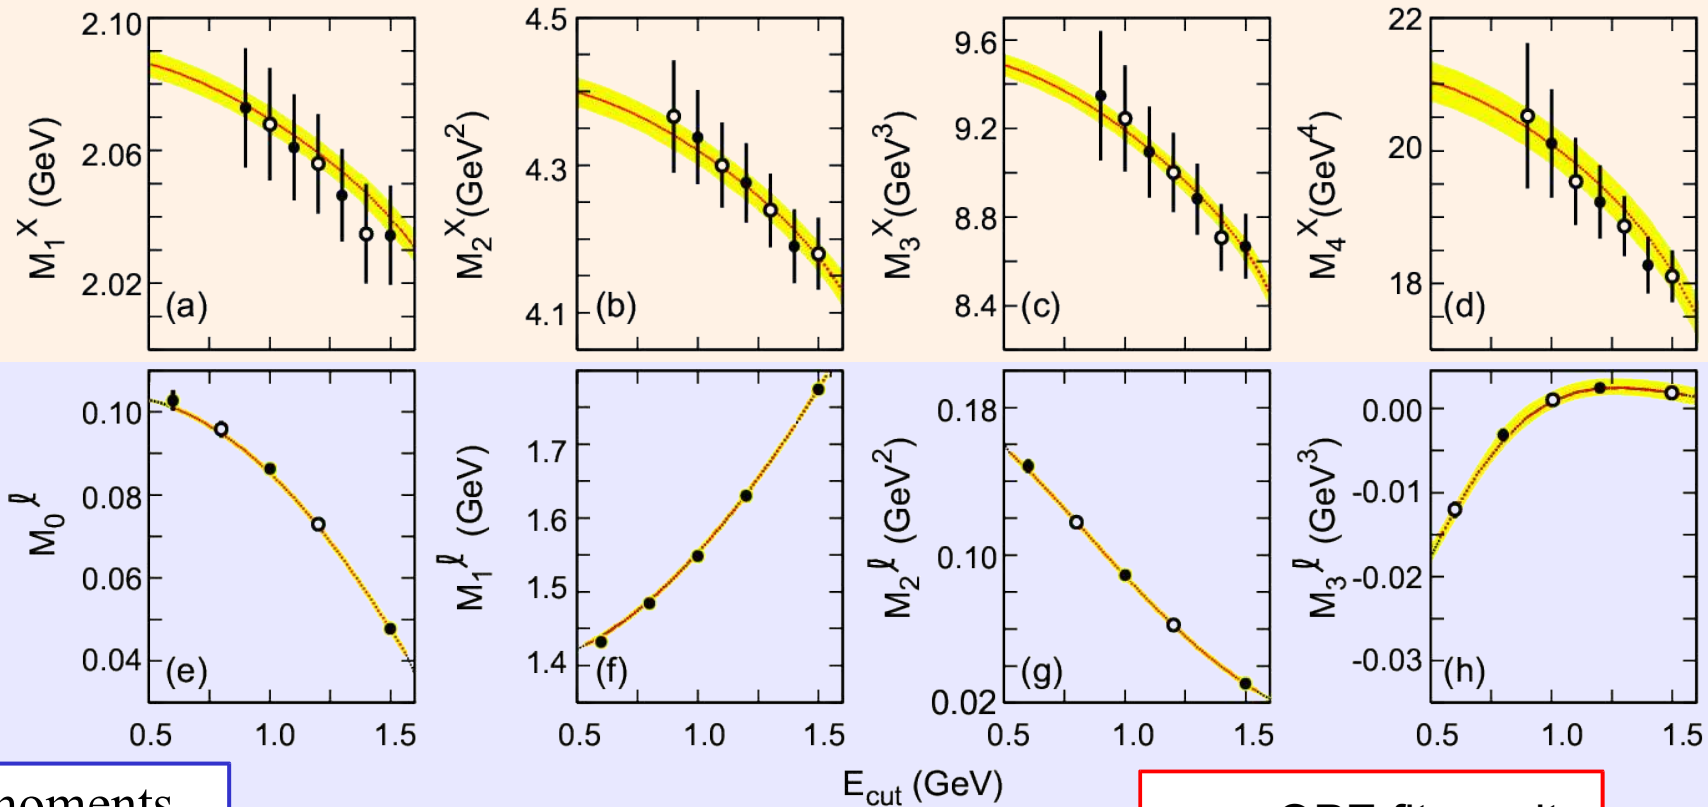 2.10
2.06
2.02
M₁ˣ (GeV)
(a)
4.5
4.3
4.1
M₂ˣ(GeV²)
(b)
9.6
9.2
8.8
8.4
M₃ˣ(GeV³)
(c)
22
20
18
M₄ˣ(GeV⁴)
(d)
0.10
0.08
0.06
0.04
M₀ℓ
(e)
0.5 1.0 1.5
1.7
1.6
1.5
1.4
M₁ℓ (GeV)
(f)
0.5 1.0 1.5
0.18
0.10
0.02
M₂ℓ (GeV²)
(g)
0.5 1.0 1.5
0.00
-0.01
-0.02
-0.03
M₃ℓ (GeV³)
(h)
0.5 1.0 1.5
E_cut (GeV)